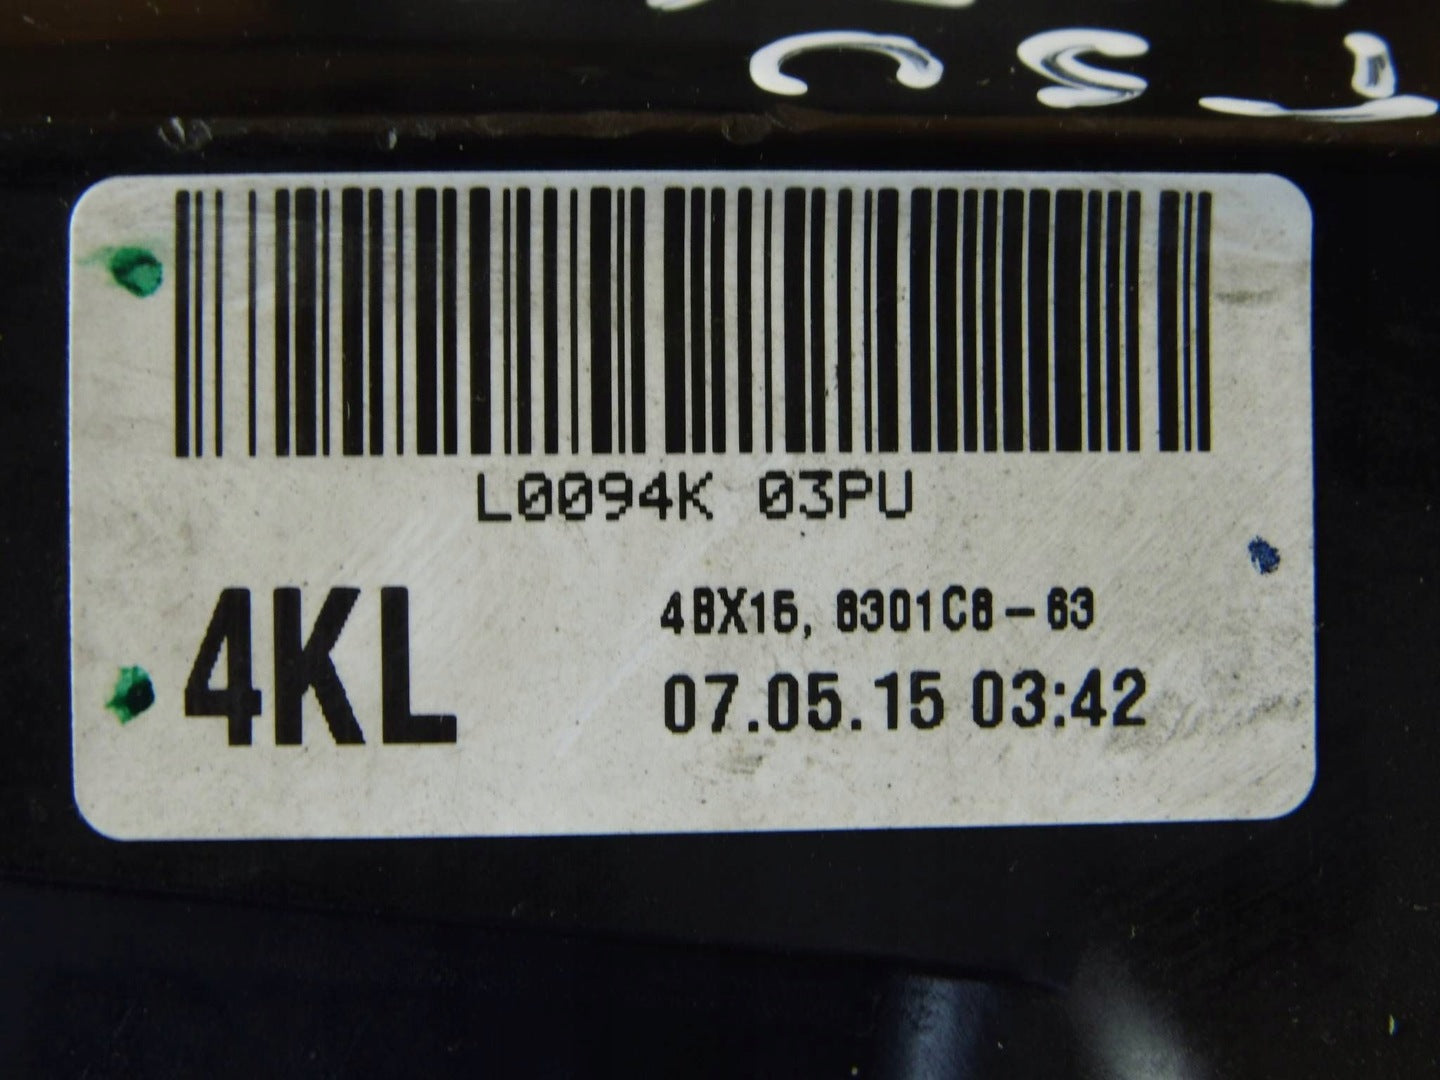 L0094K 03PU
4KL
4BX15, 8301C8-63
07.05.15 03:42